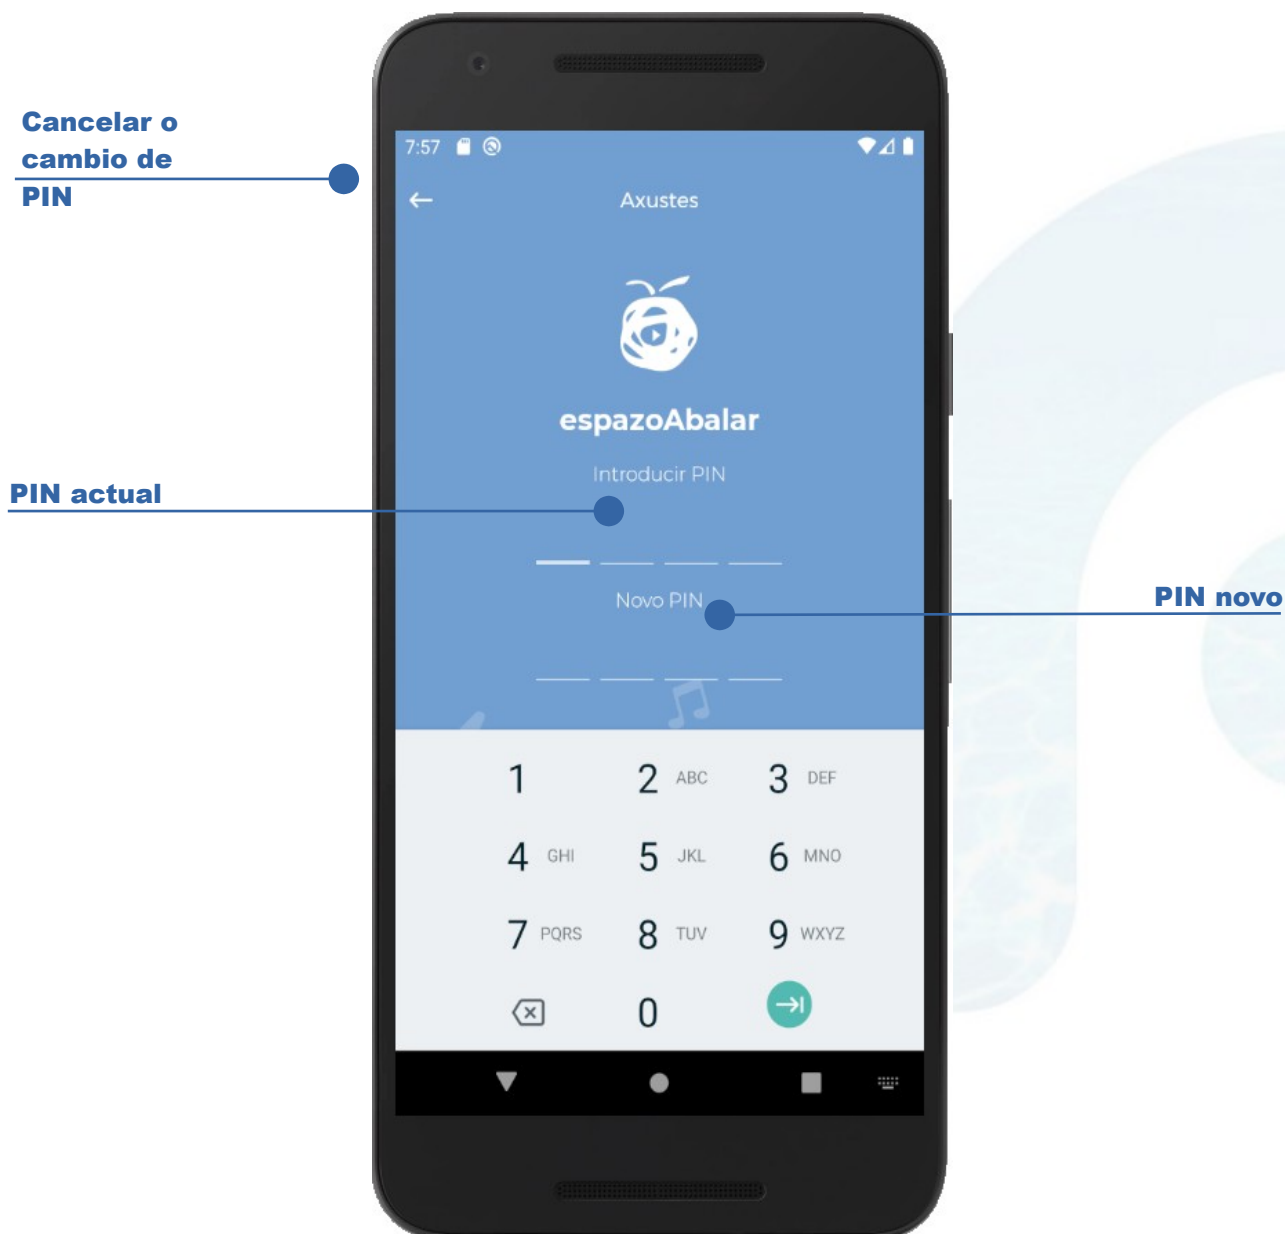 Cancelar o
cambio de
PIN
7:57
Axustes
espazoAbalar
Introducir PIN
PIN actual
Novo PIN
PIN novo
1 2 ABC 3 DEF
4 GHI 5 JKL 6 MNO
7 PQRS 8 TUV 9 WXYZ
0